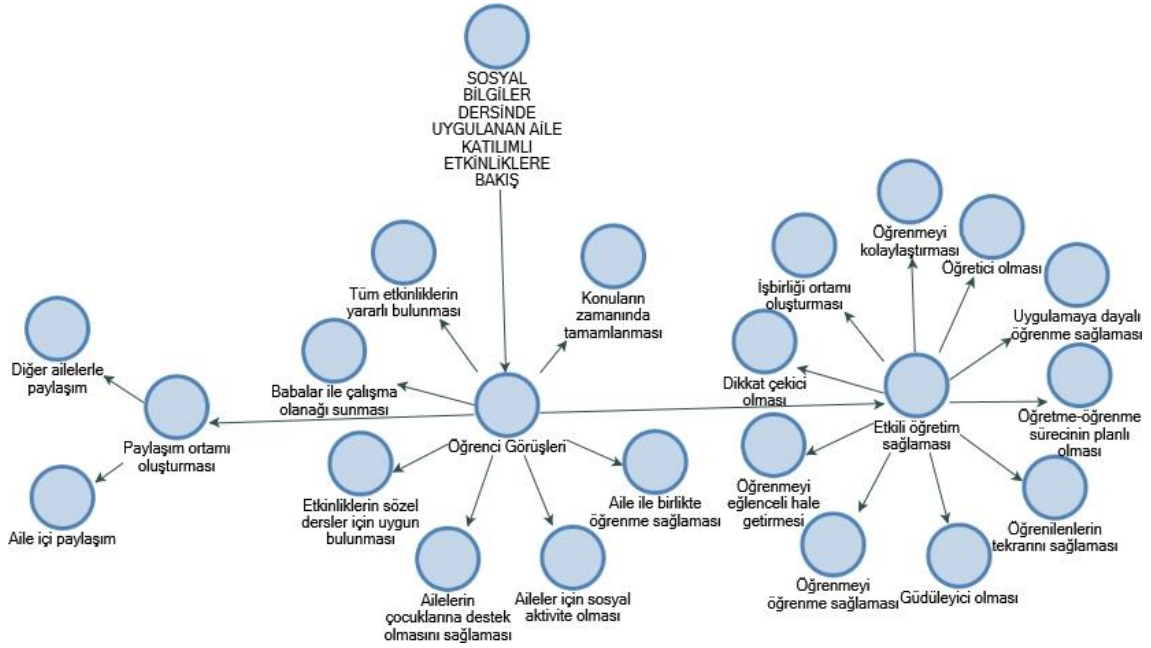 SOSYAL
BİLGİLER
DERSİNDE
UYGULANAN AİLE
KATILIMLI
ETKİNLİKLERE
BAKIŞ
Tüm etkinliklerin
yararlı bulunması
Konuların
zamanında
tamamlanması
Babalar ile çalışma
olanağı sunması
Diğer ailelerle
paylaşım
Paylaşım ortamı
oluşturması
Aile içi paylaşım
Öğrenci Görüşleri
Etkinliklerin sözel
dersler için uygun
bulunması
Aile ile birlikte
öğrenme sağlaması
Ailelerin
çocuklarına destek
olmasını sağlaması
Aileler için sosyal
aktivite olması
Öğrenmeyi
kolaylaştırması
Öğretici olması
İşbirliği ortamı
oluşturması
Uygulamaya dayalı
öğrenme sağlaması
Dikkat çekici
olması
Etkili öğretim
sağlaması
Öğretme-öğrenme
sürecinin planlı
olması
Öğrenmeyi
eğlenceli hale
getirmesi
Öğrenilenlerin
tekrarını sağlaması
Öğrenmeyi
öğrenme sağlaması
Güdüleyici olması